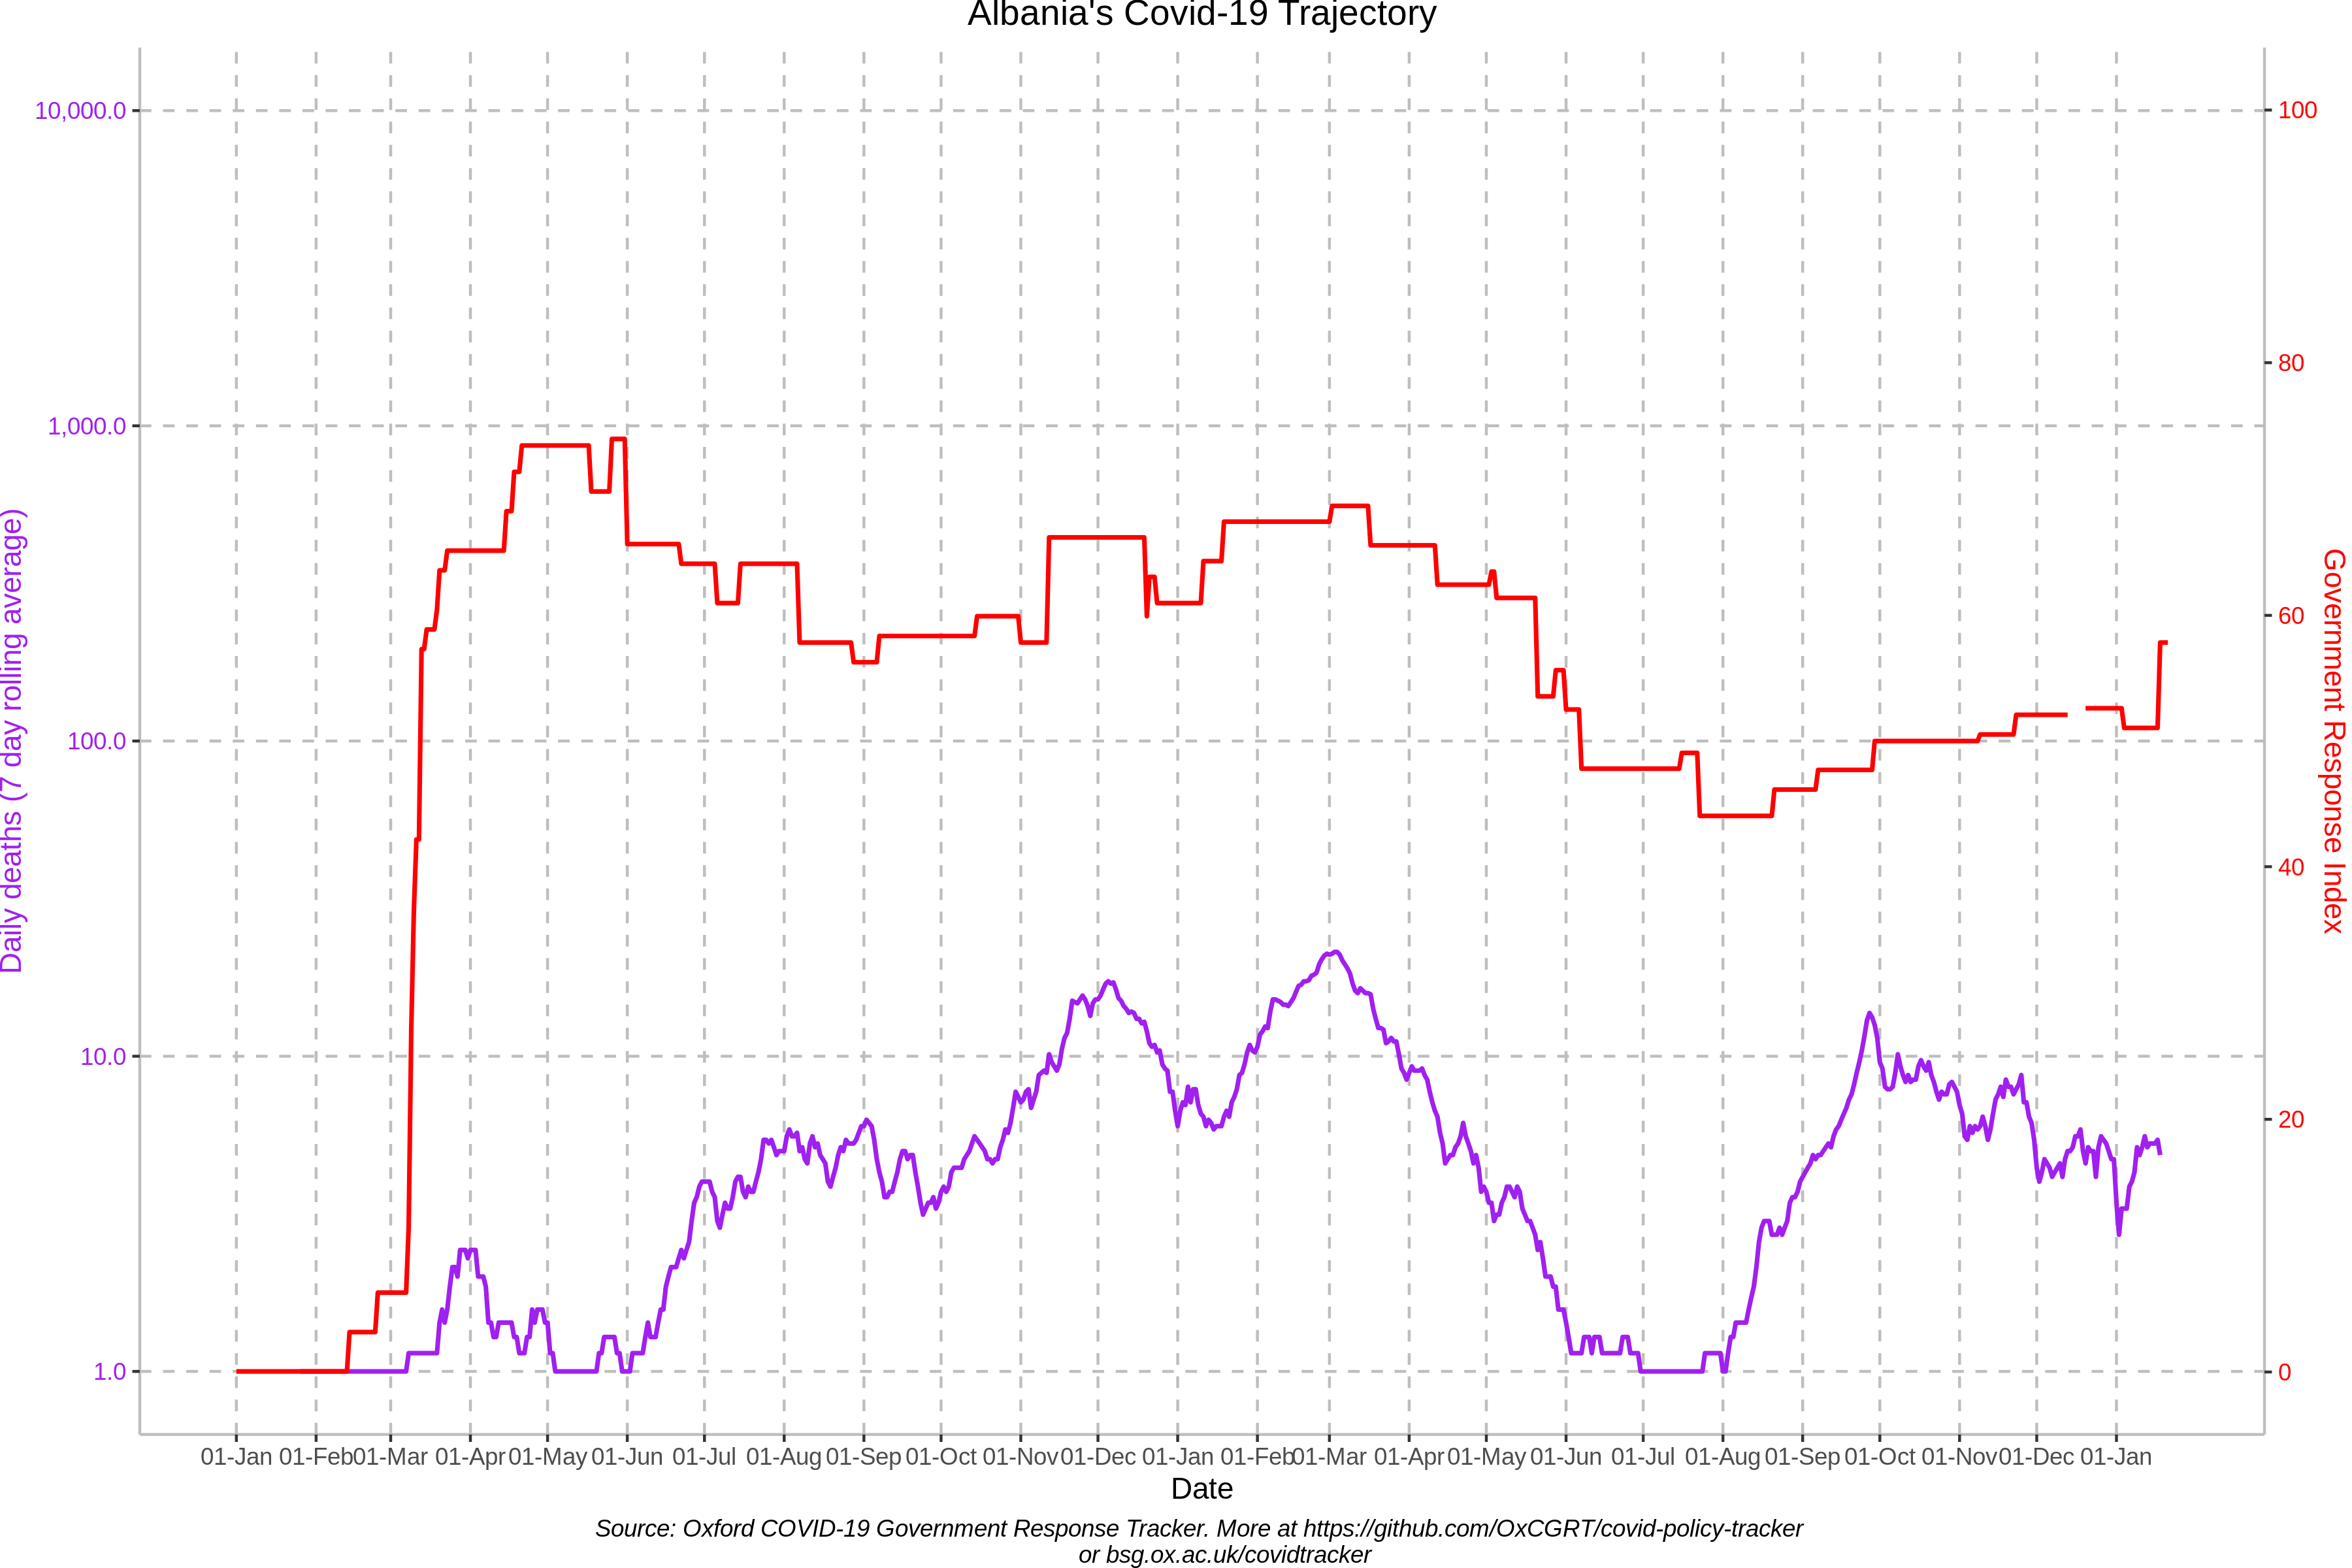 Albania's Covid-19 Trajectory
10,000.0
1,000.0
100.0
10.0
1.0
Daily deaths (7 day rolling average)
100
80
60
40
20
0
Government Response Index
01-Jan 01-Feb 01-Mar 01-Apr 01-May 01-Jun 01-Jul 01-Aug 01-Sep 01-Oct 01-Nov 01-Dec 01-Jan 01-Feb 01-Mar 01-Apr 01-May 01-Jun 01-Jul 01-Aug 01-Sep 01-Oct 01-Nov 01-Dec 01-Jan
Date
Source: Oxford COVID-19 Government Response Tracker. More at https://github.com/OxCGRT/covid-policy-tracker
or bsg.ox.ac.uk/covidtracker